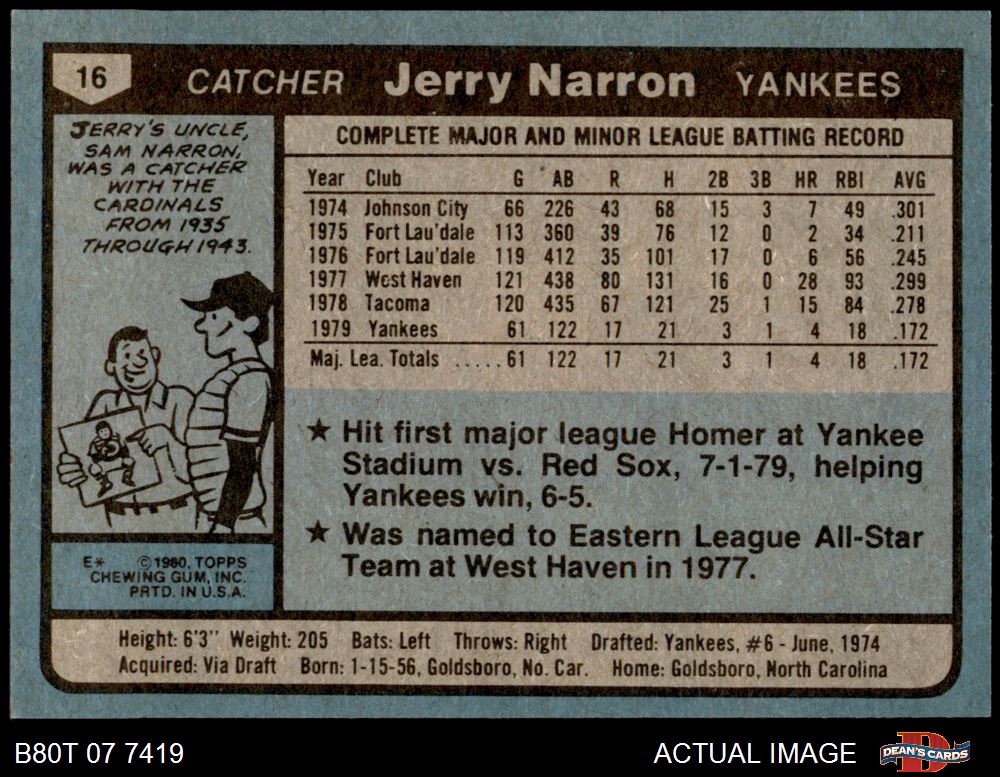 16 CATCHER Jerry Narron YANKEES
JERRY'S UNCLE,
SAM NARRON,
WAS A CATCHER
WITH THE
CARDINALS
FROM 1935
THROUGH 1943.
COMPLETE MAJOR AND MINOR LEAGUE BATTING RECORD
Year Club G AB R H 2B 3B HR RBI AVG
1974 Johnson City 66 226 43 68 15 3 7 49 .301
1975 Fort Lau'dale 113 360 39 76 12 0 2 34 .211
1976 Fort Lau'dale 119 412 35 101 17 0 6 56 .245
1977 West Haven 121 438 80 131 16 0 28 93 .299
1978 Tacoma 120 435 67 121 25 1 15 84 .278
1979 Yankees 61 122 17 21 3 1 4 18 .172
Maj. Lea. Totals .....61 122 17 21 3 1 4 18 .172
★ Hit first major league Homer at Yankee
Stadium vs. Red Sox, 7-1-79, helping
Yankees win, 6-5.
★ Was named to Eastern League All-Star
Team at West Haven in 1977.
E* ©1980, TOPPS
CHEWING GUM, INC.
PRTD. IN U.S.A.
Height: 6'3" Weight: 205 Bats: Left Throws: Right Drafted: Yankees, #6 - June, 1974
Acquired: Via Draft Born: 1-15-56, Goldsboro, No. Car. Home: Goldsboro, North Carolina
B80T 07 7419 ACTUAL IMAGE DEAN'S CARDS